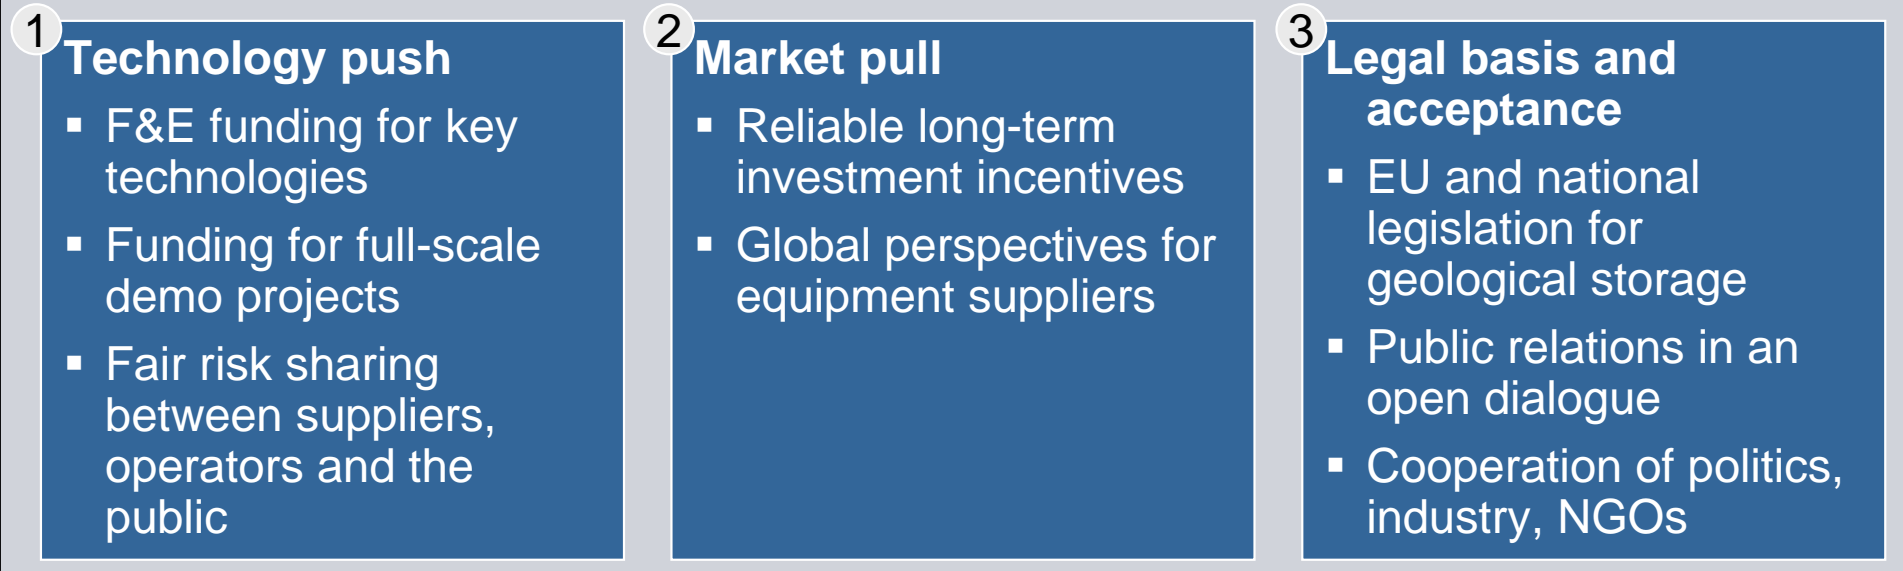 1
Technology push
▪ F&E funding for key
technologies
▪ Funding for full-scale
demo projects
▪ Fair risk sharing
between suppliers,
operators and the
public
2
Market pull
▪ Reliable long-term
investment incentives
▪ Global perspectives for
equipment suppliers
3
Legal basis and
acceptance
▪ EU and national
legislation for
geological storage
▪ Public relations in an
open dialogue
▪ Cooperation of politics,
industry, NGOs